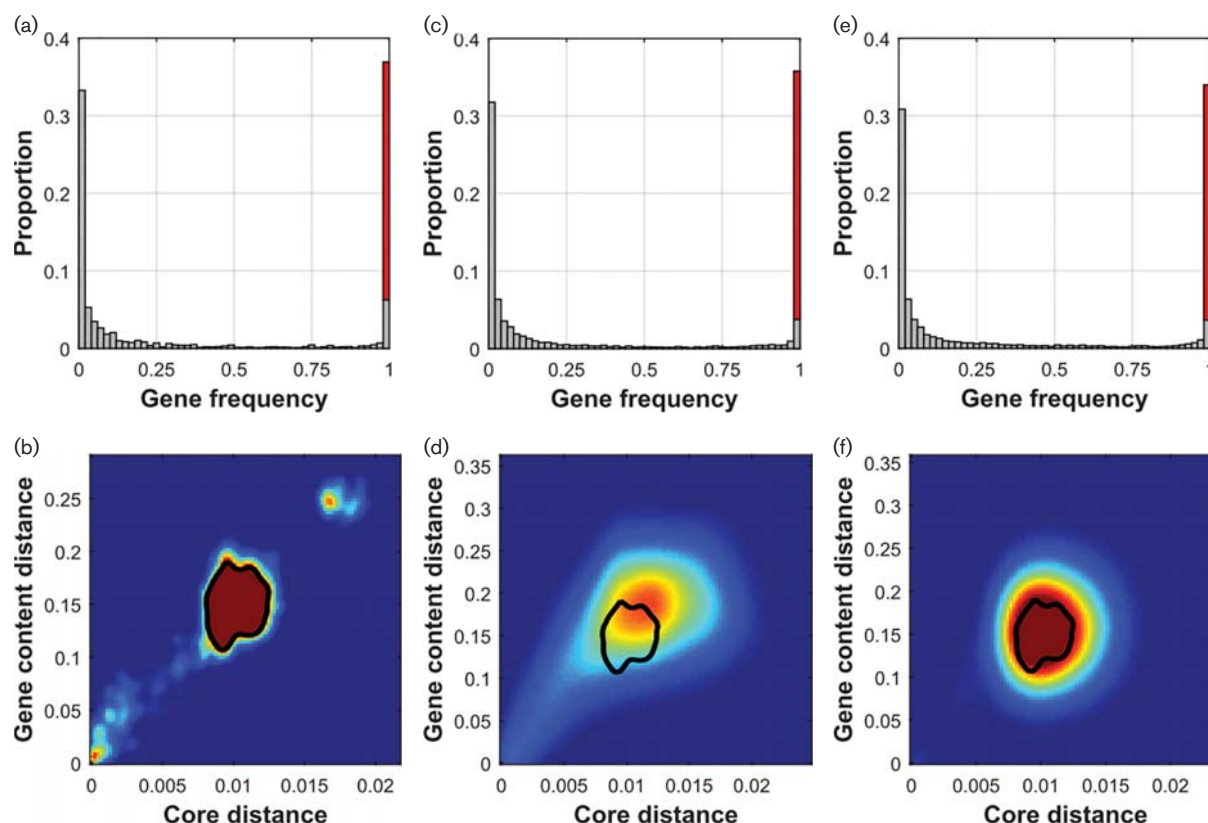 (a)
0.4
0.3
0.2
0.1
0
Proportion
0 0.25 0.5 0.75 1
Gene frequency
(c)
0.4
0.3
0.2
0.1
0
Proportion
0 0.25 0.5 0.75 1
Gene frequency
(e)
0.4
0.3
0.2
0.1
0
Proportion
0 0.25 0.5 0.75 1
Gene frequency
(b)
0.25
0.2
0.15
0.1
0.05
0
Gene content distance
0 0.005 0.01 0.015 0.02
Core distance
(d)
0.35
0.3
0.25
0.2
0.15
0.1
0.05
0
Gene content distance
0 0.005 0.01 0.015 0.02
Core distance
(f)
0.35
0.3
0.25
0.2
0.15
0.1
0.05
0
Gene content distance
0 0.005 0.01 0.015 0.02
Core distance